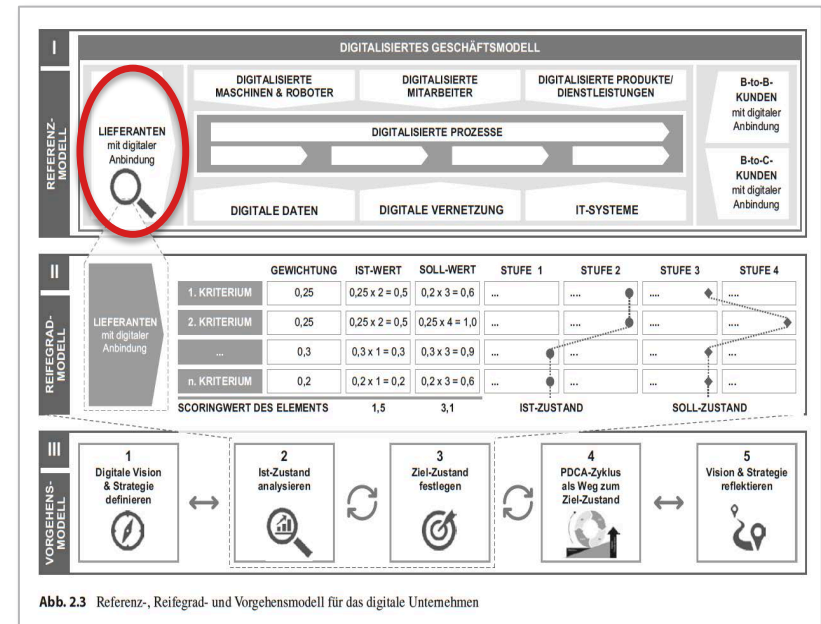 I
DIGITALISIERTES GESCHÄFTSMODELL
REFERENZ-
MODELL
LIEFERANTEN
mit digitaler
Anbindung
DIGITALISIERTE
MASCHINEN & ROBOTER
DIGITALISIERTE
MITARBEITER
DIGITALISIERTE PRODUKTE/
DIENSTLEISTUNGEN
DIGITALISIERTE PROZESSE
DIGITALE DATEN
DIGITALE VERNETZUNG
IT-SYSTEME
B-to-B-
KUNDEN
mit digitaler
Anbindung
B-to-C-
KUNDEN
mit digitaler
Anbindung
II
REIFEGRAD-
MODELL
LIEFERANTEN
mit digitaler
Anbindung
GEWICHTUNG IST-WERT SOLL-WERT STUFE 1 STUFE 2 STUFE 3 STUFE 4
1. KRITERIUM 0,25 0,25 x 2 = 0,5 0,2 x 3 = 0,6 ... .... .... ....
2. KRITERIUM 0,25 0,25 x 2 = 0,5 0,25 x 4 = 1,0 ... .... .... ....
... 0,3 0,3 x 1 = 0,3 0,3 x 3 = 0,9 ... ... ... ...
n. KRITERIUM 0,2 0,2 x 1 = 0,2 0,2 x 3 = 0,6 ... ... ... ...
SCORINGWERT DES ELEMENTS 1,5 3,1 IST-ZUSTAND SOLL-ZUSTAND
III
VORGEHENS-
MODELL
1
Digitale Vision
& Strategie
definieren
2
Ist-Zustand
analysieren
3
Ziel-Zustand
festlegen
4
PDCA-Zyklus
als Weg zum
Ziel-Zustand
5
Vision & Strategie
reflektieren
Abb. 2.3 Referenz-, Reifegrad- und Vorgehensmodell für das digitale Unternehmen